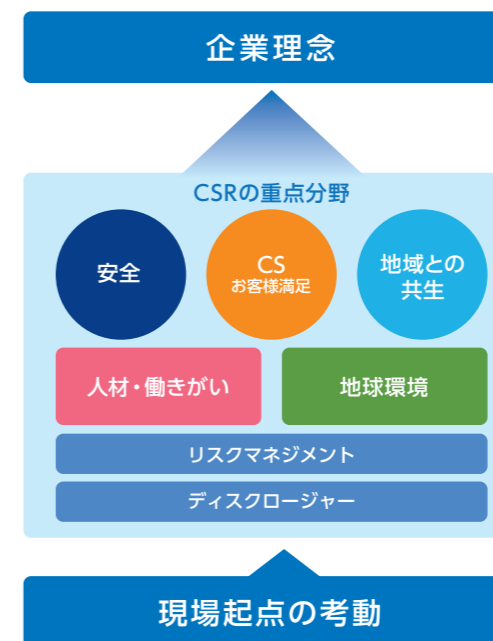 企業理念
CSRの重点分野
安全
CS
お客様満足
地域との
共生
人材・働きがい
地球環境
リスクマネジメント
ディスクロージャー
現場起点の考動